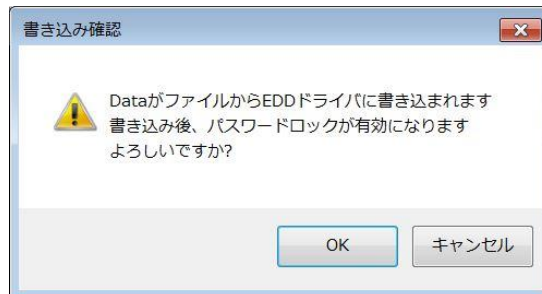 書き込み確認
DataがファイルからEDDドライバに書き込まれます
書き込み後、パスワードロックが有効になります
よろしいですか?
OK
キャンセル